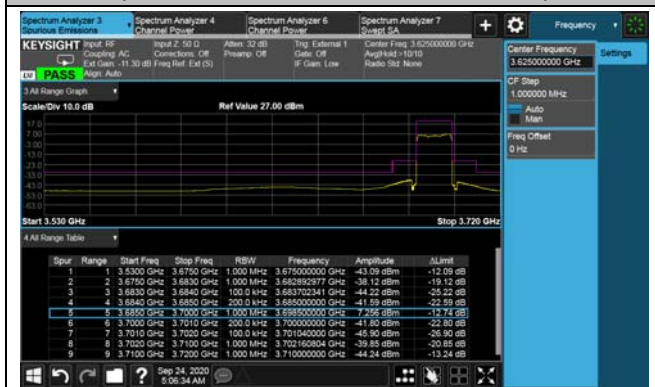 Spectrum Analyzer 3
Spurious Emissions
Spectrum Analyzer 4
Channel Power
Spectrum Analyzer 6
Channel Power
Spectrum Analyzer 7
Swept SA
Frequency
KEYSIGHT
Input: RF
Coupling: AC
Ext Gain: -11.30 dB
Align: Auto
Input Z: 50 Ω
Corrections: Off
Freq Ref: Ext (S)
Atten: 32 dB
Preamp: Off
Trig: External 1
Gate: Off
IF Gain: Low
Center Freq: 3.625000000 GHz
Avg|Hold:>10/10
Radio Std: None
LXI PASS
Center Frequency
3.625000000 GHz
Settings
CF Step
1.000000 MHz
Auto
Man
Freq Offset
0 Hz
3 All Range Graph
Scale/Div 10.0 dB
Ref Value 27.00 dBm
17.0
7.00
-3.00
-13.0
-23.0
-33.0
-43.0
-53.0
-63.0
Start 3.530 GHz
Stop 3.720 GHz
4 All Range Table
Spur Range Start Freq Stop Freq RBW Frequency Amplitude ΔLimit
1 1 3.5300 GHz 3.6750 GHz 1.000 MHz 3.675000000 GHz -43.09 dBm -12.09 dB
2 2 3.6750 GHz 3.6830 GHz 1.000 MHz 3.682892977 GHz -38.12 dBm -19.12 dB
3 3 3.6830 GHz 3.6840 GHz 100.0 kHz 3.683702341 GHz -44.22 dBm -25.22 dB
4 4 3.6840 GHz 3.6850 GHz 200.0 kHz 3.685000000 GHz -41.59 dBm -22.59 dB
5 5 3.6850 GHz 3.7000 GHz 1.000 MHz 3.698500000 GHz 7.256 dBm -12.74 dB
6 6 3.7000 GHz 3.7010 GHz 200.0 kHz 3.700000000 GHz -41.80 dBm -22.80 dB
7 7 3.7010 GHz 3.7020 GHz 100.0 kHz 3.701040000 GHz -45.90 dBm -26.90 dB
8 8 3.7020 GHz 3.7100 GHz 1.000 MHz 3.702160804 GHz -39.85 dBm -20.85 dB
9 9 3.7100 GHz 3.7200 GHz 1.000 MHz 3.710000000 GHz -44.24 dBm -13.24 dB
Sep 24, 2020
5:06:34 AM